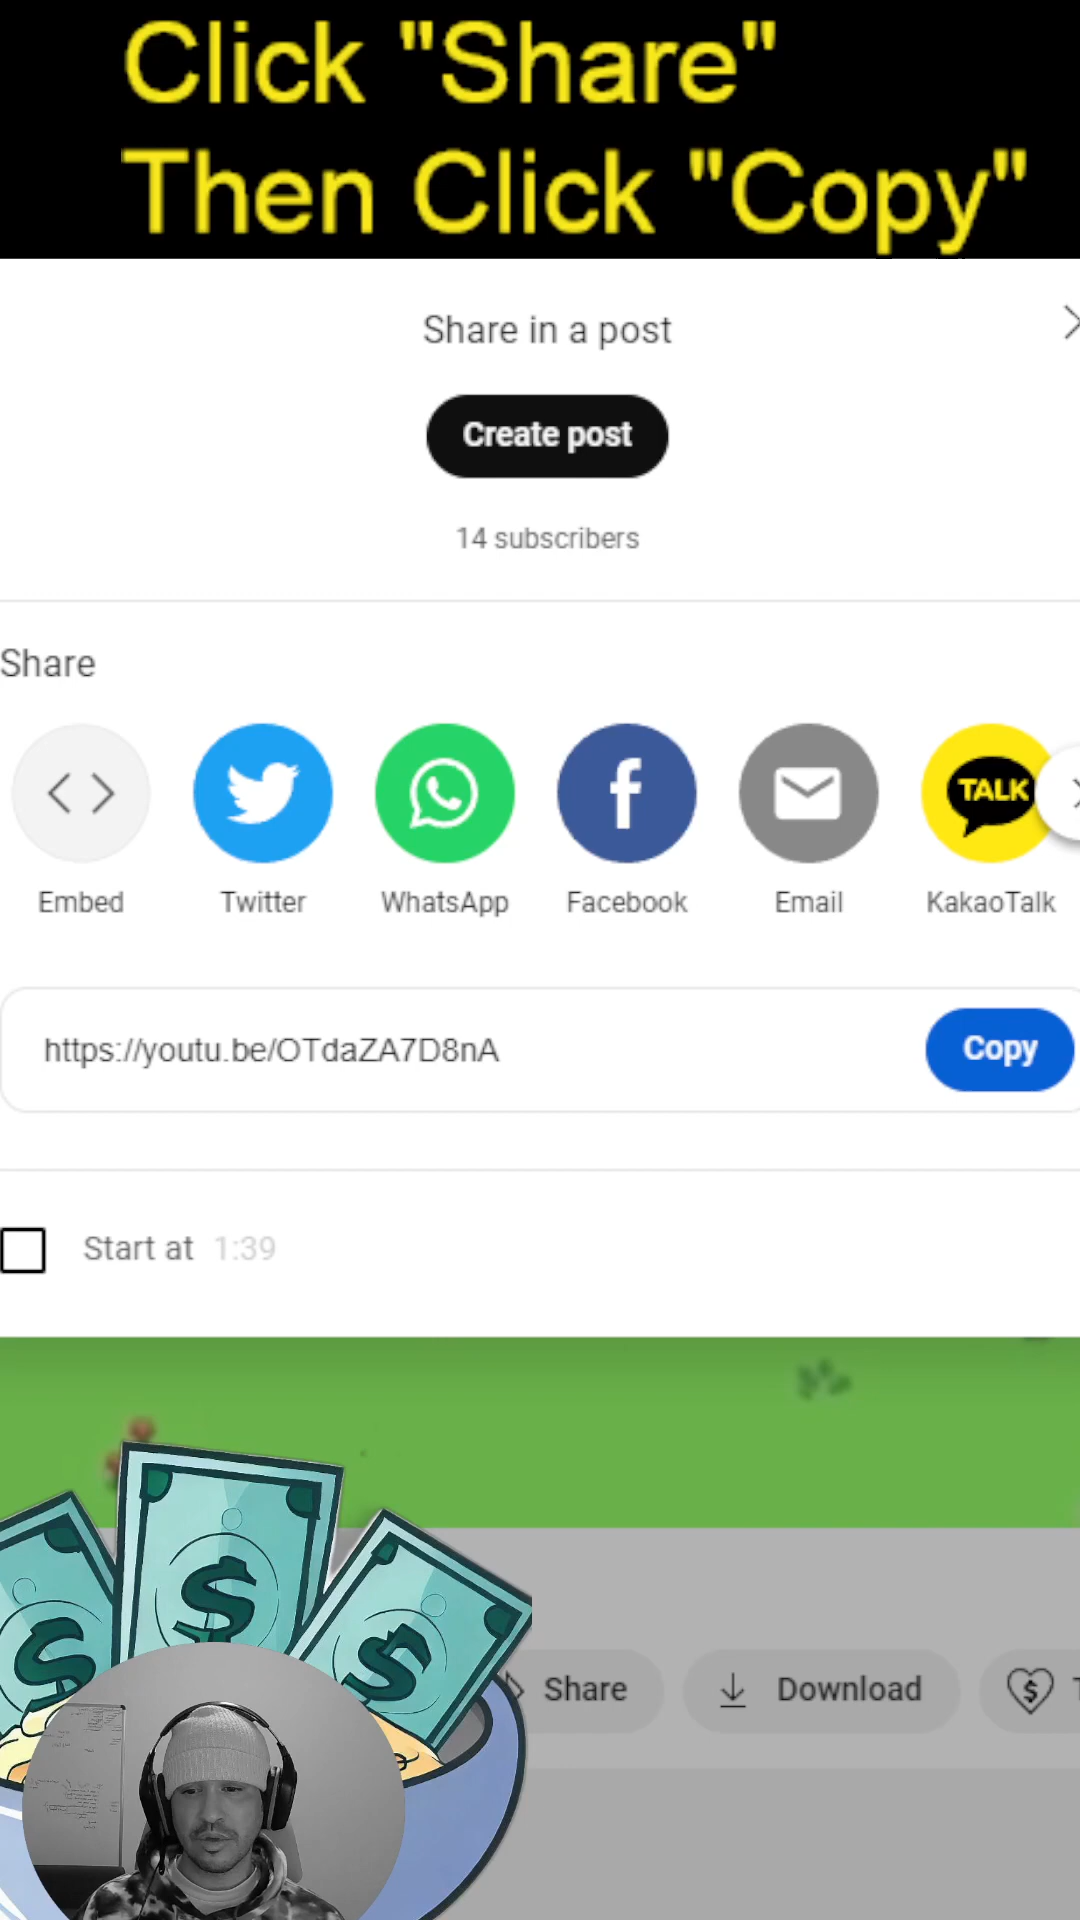 Click "Share"
Then Click "Copy"
Share in a post
Create post
14 subscribers
Share
TALK
Embed
Twitter
WhatsApp
Facebook
Email
KakaoTalk
https://youtu.be/OTdaZA7D8nA
Copy
Start at 1:39
$
$
$
Share
Download
$